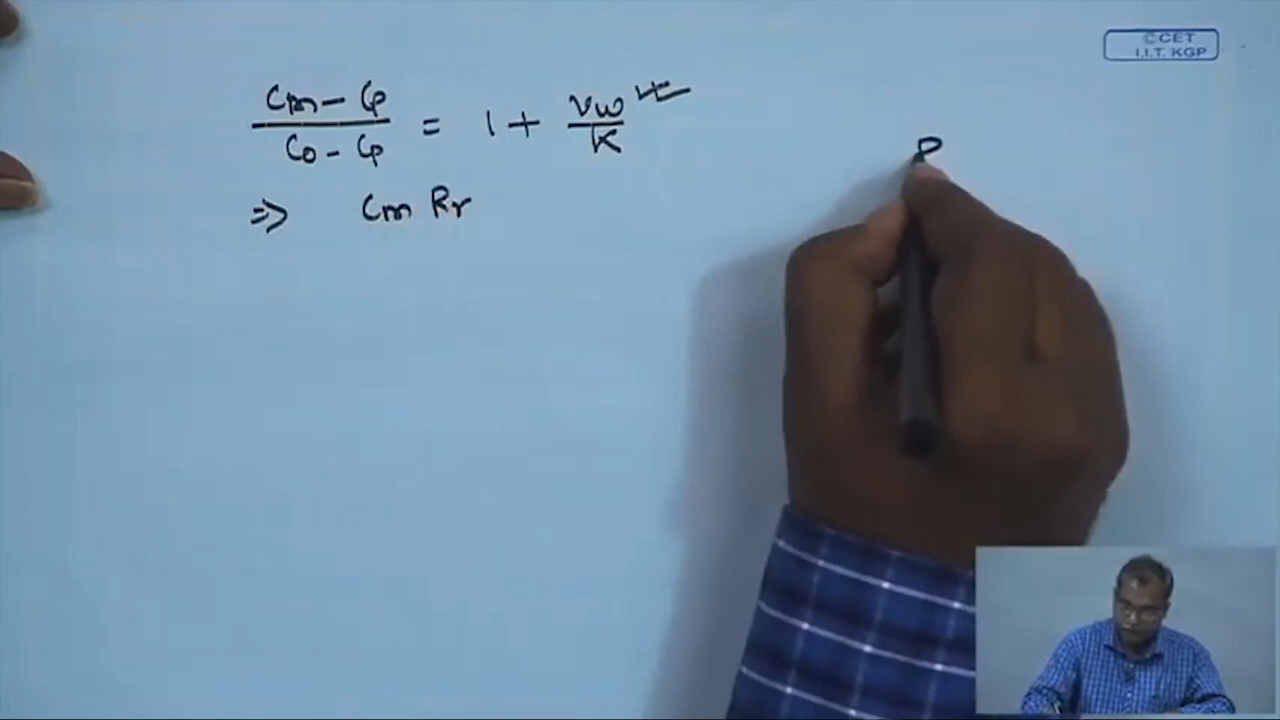 ©CET
I.I.T. KGP
Cm - Cp / Co - Cp = 1 + Vw / K
⇒ Cm Rr
P